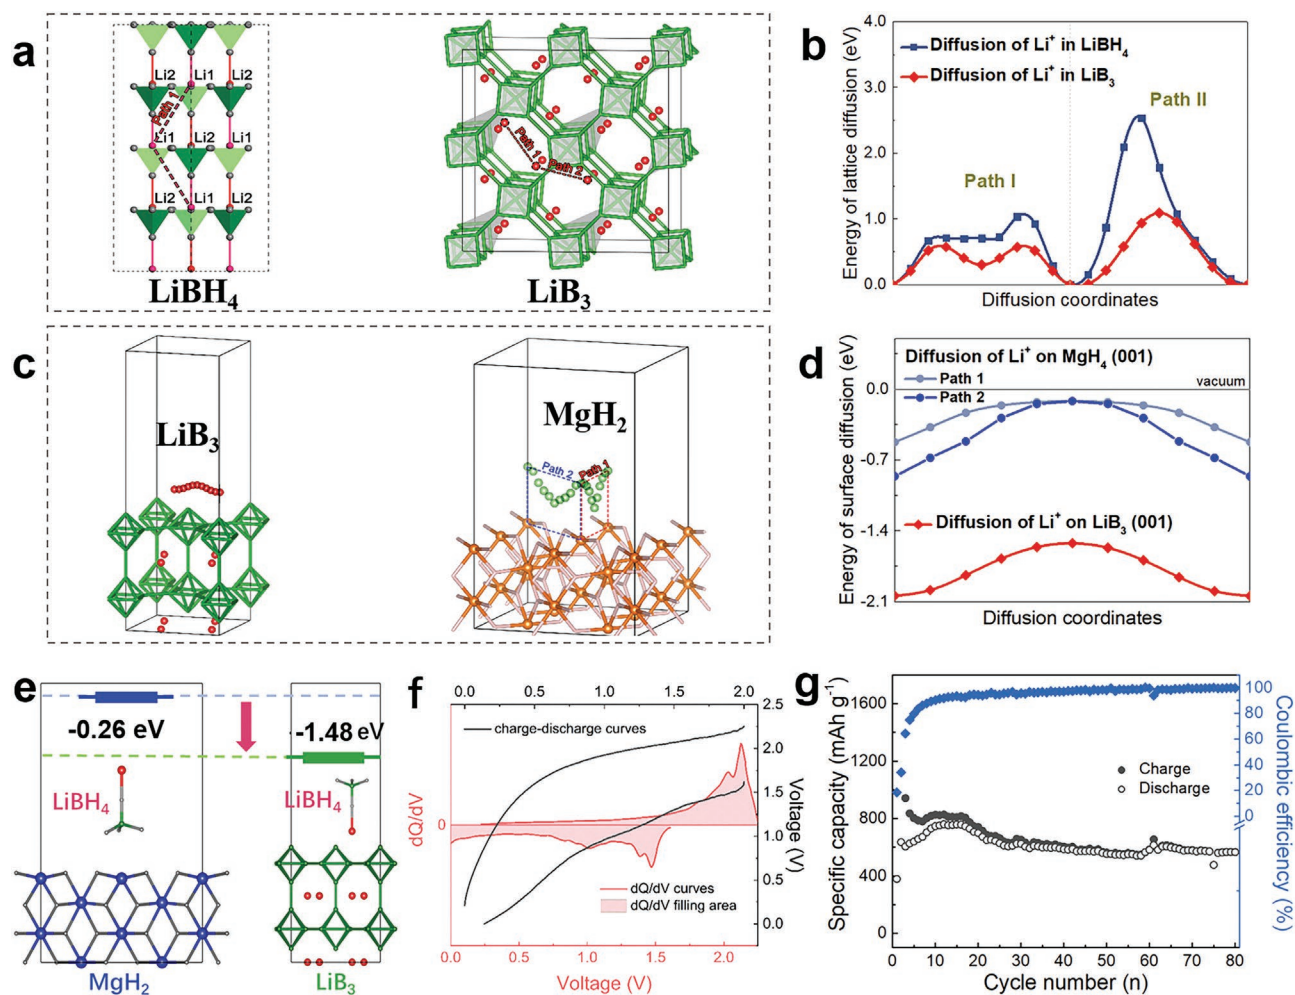 a
Li2 Li1 Li2
Path 1
Li1 Li2 Li1
Li2 Li1 Li2
LiBH4
Path 1
Path 2
LiB3
b
Energy of lattice diffusion (eV)
4.0
3.0
2.0
1.0
0.0
Diffusion of Li+ in LiBH4
Diffusion of Li+ in LiB3
Path I
Path II
Diffusion coordinates
c
LiB3
MgH2
Path 2
Path 1
d
Energy of surface diffusion (eV)
0.0
-0.7
-1.4
-2.1
Diffusion of Li+ on MgH4 (001)
Path 1
Path 2
vacuum
Diffusion of Li+ on LiB3 (001)
Diffusion coordinates
e
-0.26 eV
-1.48 eV
LiBH4
LiBH4
MgH2
LiB3
f
0.0 0.5 1.0 1.5 2.0
charge-discharge curves
dQ/dV
0
2.5
2.0
1.5
1.0
0.5
0.0
Voltage (V)
dQ/dV curves
dQ/dV filling area
0.0 0.5 1.0 1.5 2.0
Voltage (V)
g
Specific capacity (mAh g-1)
1600
1200
800
400
0
Charge
Discharge
100
80
60
40
20
0
Coulombic efficiency (%)
0 10 20 30 40 50 60 70 80
Cycle number (n)